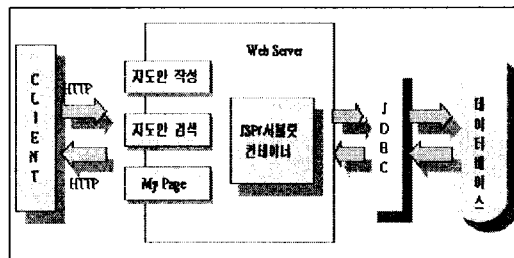 CLIENT
HTTP
HTTP
Web Server
지도안 작성
지도안 검색
My Page
JSP/서블릿
컨테이너
JDBC
데이터베이스